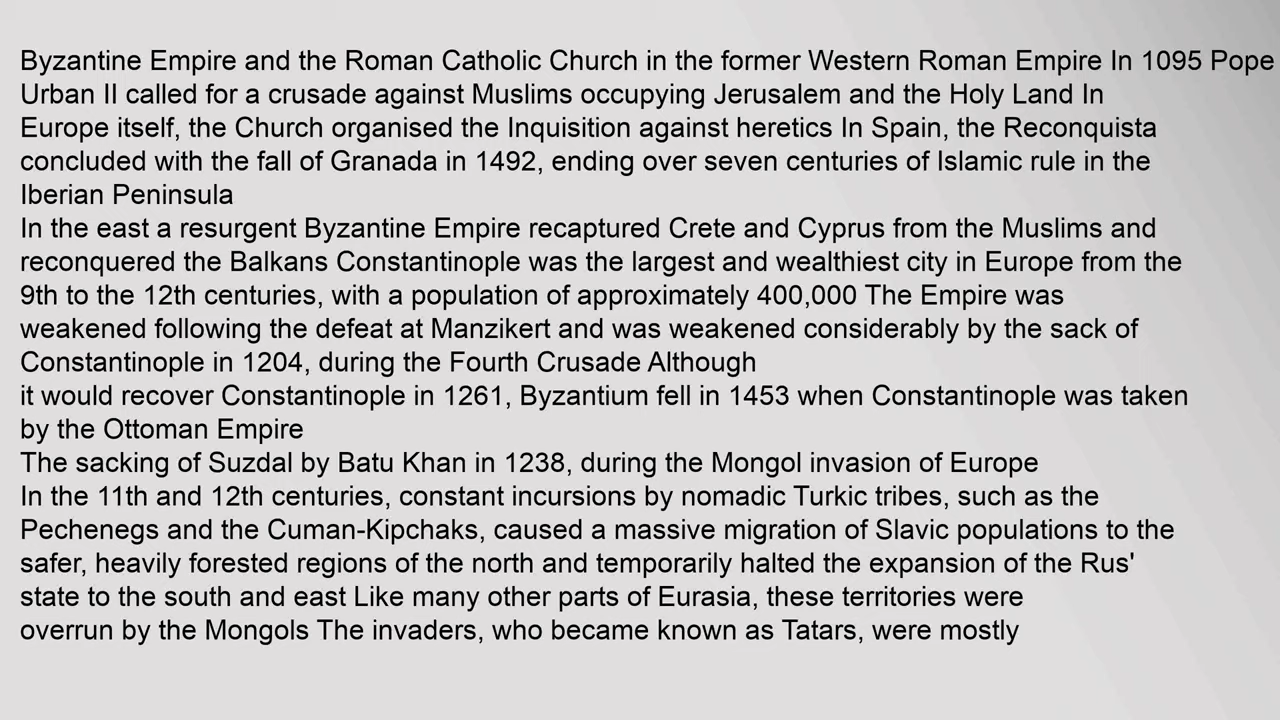 Byzantine Empire and the Roman Catholic Church in the former Western Roman Empire In 1095 Pope
Urban II called for a crusade against Muslims occupying Jerusalem and the Holy Land In
Europe itself, the Church organised the Inquisition against heretics In Spain, the Reconquista
concluded with the fall of Granada in 1492, ending over seven centuries of Islamic rule in the
Iberian Peninsula
In the east a resurgent Byzantine Empire recaptured Crete and Cyprus from the Muslims and
reconquered the Balkans Constantinople was the largest and wealthiest city in Europe from the
9th to the 12th centuries, with a population of approximately 400,000 The Empire was
weakened following the defeat at Manzikert and was weakened considerably by the sack of
Constantinople in 1204, during the Fourth Crusade Although
it would recover Constantinople in 1261, Byzantium fell in 1453 when Constantinople was taken
by the Ottoman Empire
The sacking of Suzdal by Batu Khan in 1238, during the Mongol invasion of Europe
In the 11th and 12th centuries, constant incursions by nomadic Turkic tribes, such as the
Pechenegs and the Cuman-Kipchaks, caused a massive migration of Slavic populations to the
safer, heavily forested regions of the north and temporarily halted the expansion of the Rus'
state to the south and east Like many other parts of Eurasia, these territories were
overrun by the Mongols The invaders, who became known as Tatars, were mostly